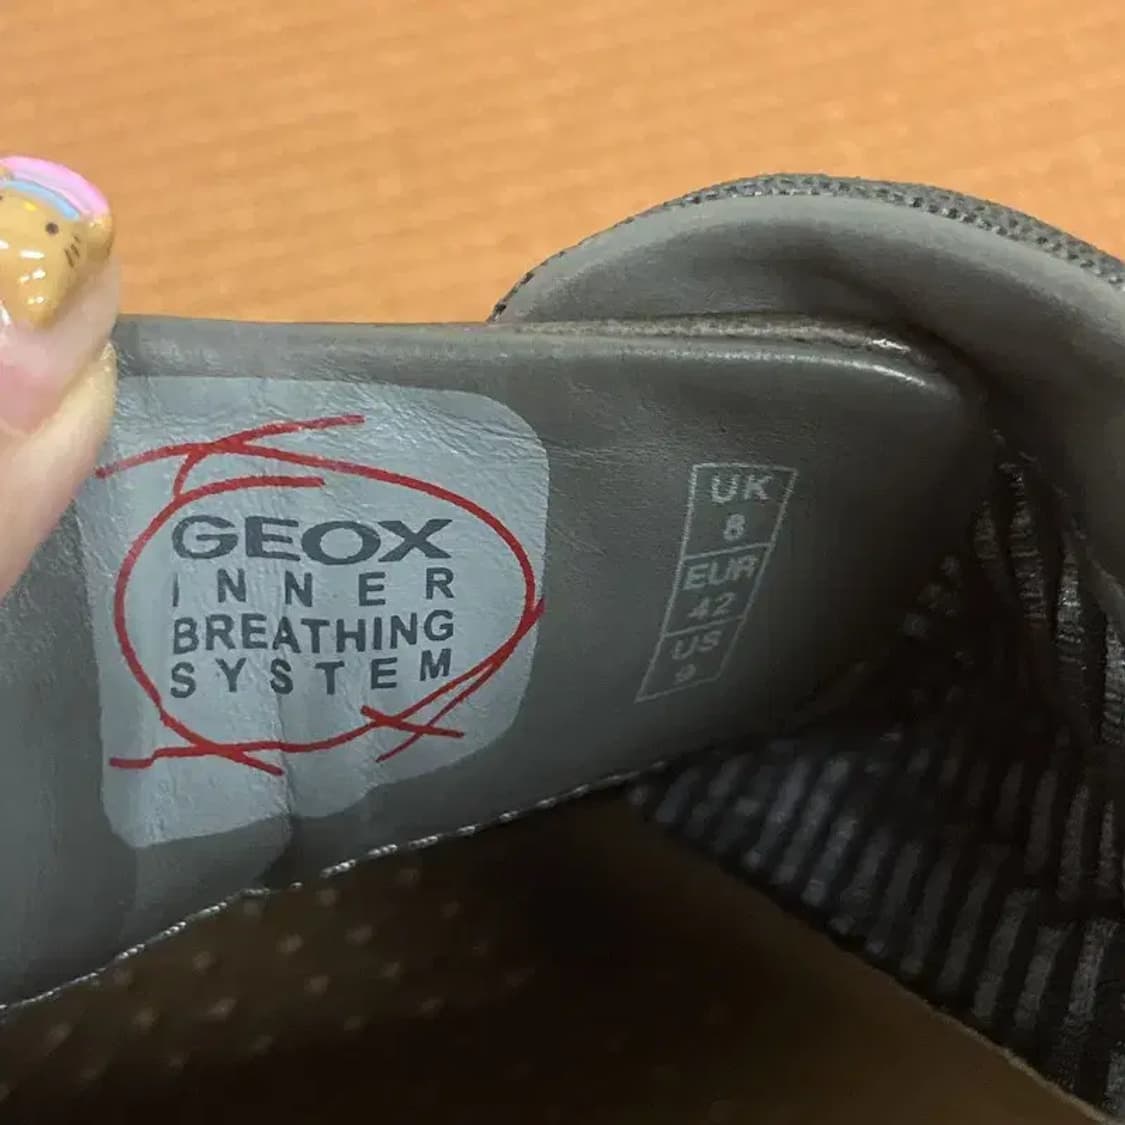 GEOX
INNER
BREATHING
SYSTEM
UK
8
EUR
42
US
9